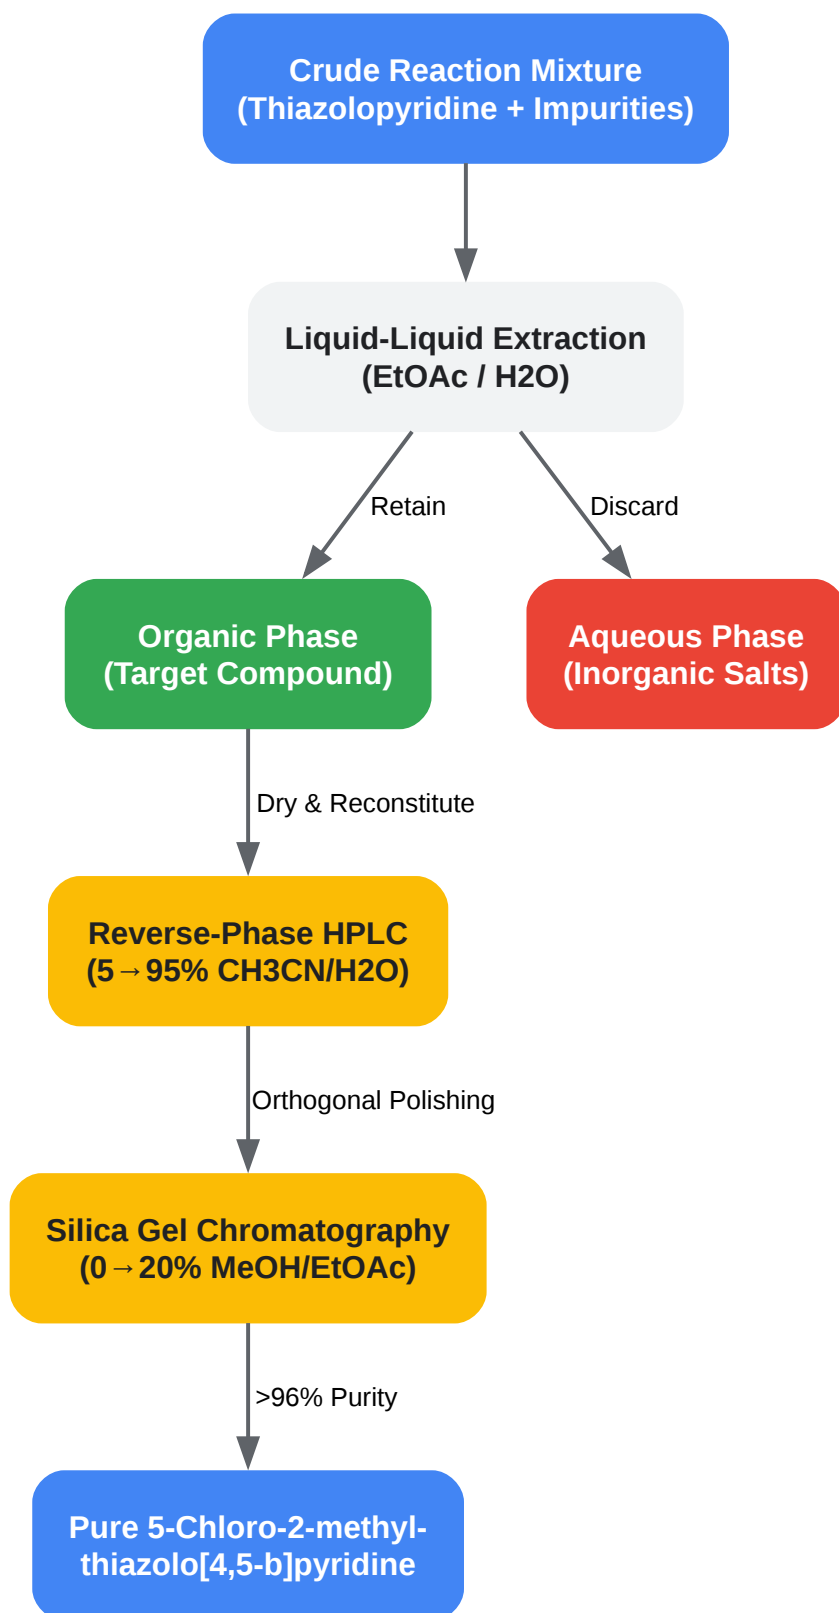 Crude Reaction Mixture
(Thiazolopyridine + Impurities)
Liquid-Liquid Extraction
(EtOAc / H2O)
Retain
Discard
Organic Phase
(Target Compound)
Aqueous Phase
(Inorganic Salts)
Dry & Reconstitute
Reverse-Phase HPLC
(5→95% CH3CN/H2O)
Orthogonal Polishing
Silica Gel Chromatography
(0→20% MeOH/EtOAc)
>96% Purity
Pure 5-Chloro-2-methyl-
thiazolo[4,5-b]pyridine